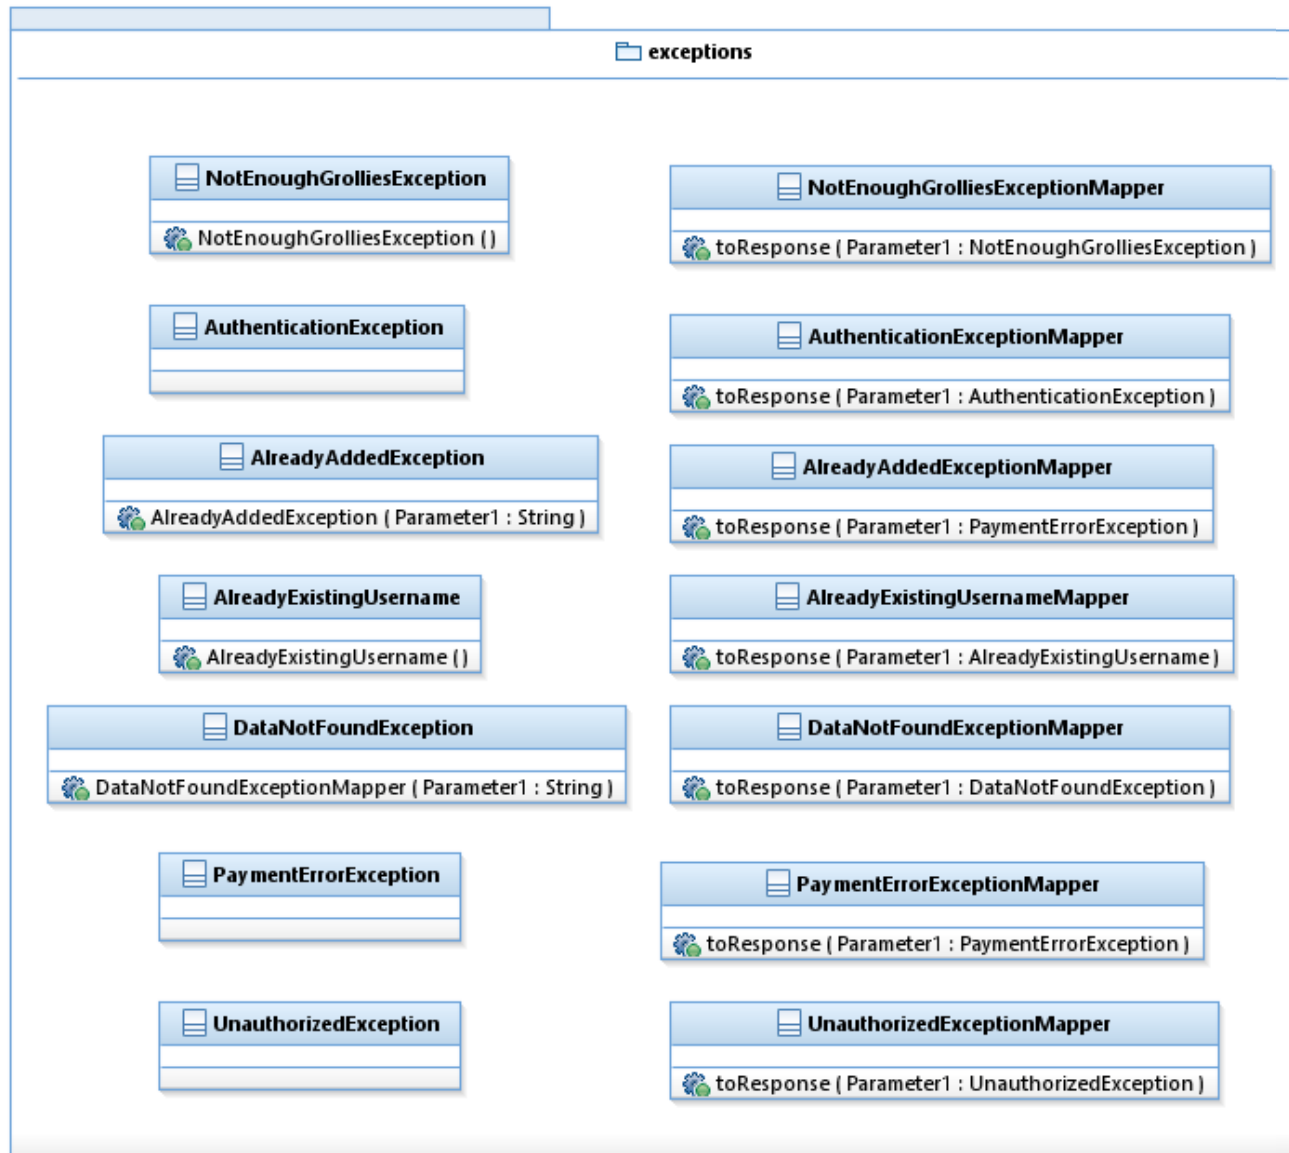 exceptions
NotEnoughGrolliesException
NotEnoughGrolliesException ()
NotEnoughGrolliesExceptionMapper
toResponse ( Parameter1 : NotEnoughGrolliesException )
AuthenticationException
AuthenticationExceptionMapper
toResponse ( Parameter1 : AuthenticationException )
AlreadyAddedException
AlreadyAddedException ( Parameter1 : String )
AlreadyAddedExceptionMapper
toResponse ( Parameter1 : PaymentErrorException )
AlreadyExistingUsername
AlreadyExistingUsername ()
AlreadyExistingUsernameMapper
toResponse ( Parameter1 : AlreadyExistingUsername )
DataNotFoundException
DataNotFoundExceptionMapper ( Parameter1 : String )
DataNotFoundExceptionMapper
toResponse ( Parameter1 : DataNotFoundException )
PaymentErrorException
PaymentErrorExceptionMapper
toResponse ( Parameter1 : PaymentErrorException )
UnauthorizedException
UnauthorizedExceptionMapper
toResponse ( Parameter1 : UnauthorizedException )